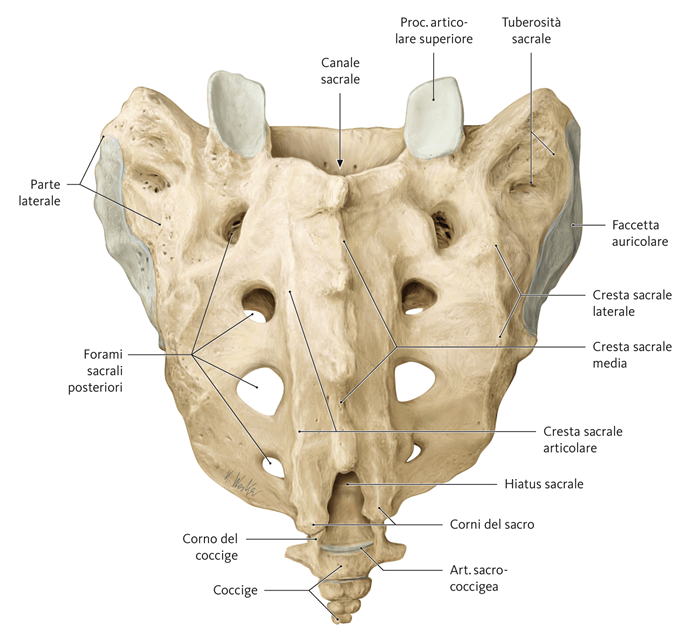 Proc. artico-
lare superiore
Tuberosità
sacrale
Canale
sacrale
Parte
laterale
Faccetta
auricolare
Cresta sacrale
laterale
Cresta sacrale
media
Forami
sacrali
posteriori
Cresta sacrale
articolare
Hiatus sacrale
Corni del sacro
Corno del
coccige
Art. sacro-
coccigea
Coccige